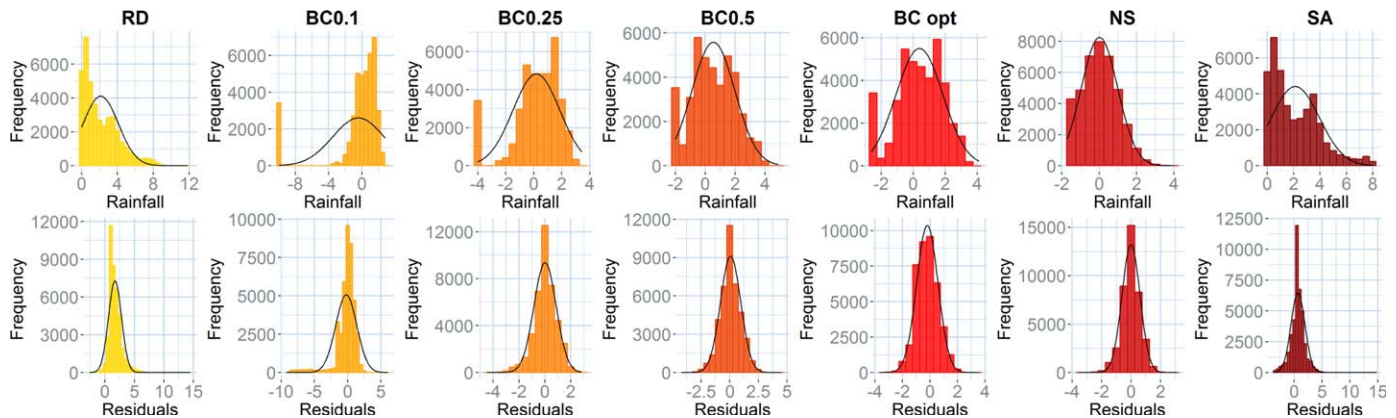 RD BC0.1 BC0.25 BC0.5 BC opt NS SA
Frequency 0 2000 4000 6000 0 4 8 12 Rainfall
Frequency 0 2000 4000 6000 -8 -4 0 Rainfall
Frequency 0 2000 4000 6000 -4 -2 0 2 4 Rainfall
Frequency 0 2000 4000 6000 -2 0 2 4 Rainfall
Frequency 0 2000 4000 6000 -2 0 2 4 Rainfall
Frequency 0 2000 4000 6000 8000 -2 0 2 4 Rainfall
Frequency 0 2000 4000 6000 0 2 4 6 8 Rainfall
Frequency 0 3000 6000 9000 12000 0 5 10 15 Residuals
Frequency 0 2500 5000 7500 10000 -10 -5 0 5 Residuals
Frequency 0 4000 8000 12000 -4 -2 0 2 Residuals
Frequency 0 3000 6000 9000 12000 -2.5 0 2.5 5 Residuals
Frequency 0 2500 5000 7500 10000 -4 -2 0 2 4 Residuals
Frequency 0 5000 10000 15000 -4 -2 0 2 Residuals
Frequency 0 2500 5000 7500 10000 12500 0 5 10 15 Residuals